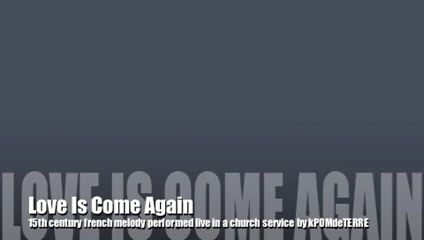 LOVE IS COME AGAIN
Love Is Come Again
15th century french melody performed live in a church service by kPOMdeTERRE